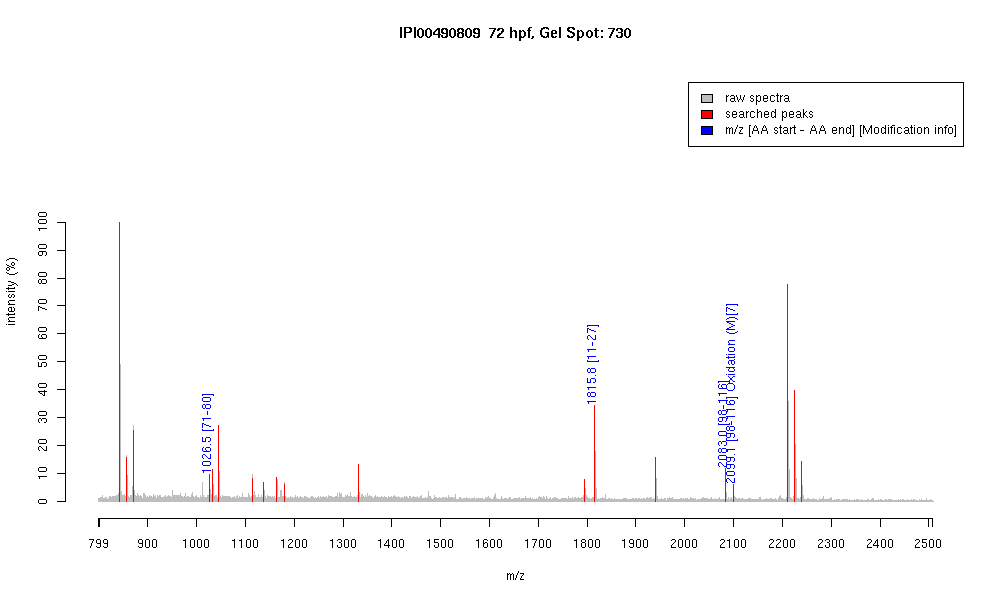 IPI00490809 72 hpf, Gel Spot: 730
raw spectra
searched peaks
m/z [AA start - AA end] [Modification info]
intensity (%)
100
90
80
70
60
50
40
30
20
10
0
1026.5 [71-80]
1815.8 [11-27]
2083.0 [98-116]
2099.1 [98-116] Oxidation (M)[7]
799 900 1000 1100 1200 1300 1400 1500 1600 1700 1800 1900 2000 2100 2200 2300 2400 2500
m/z